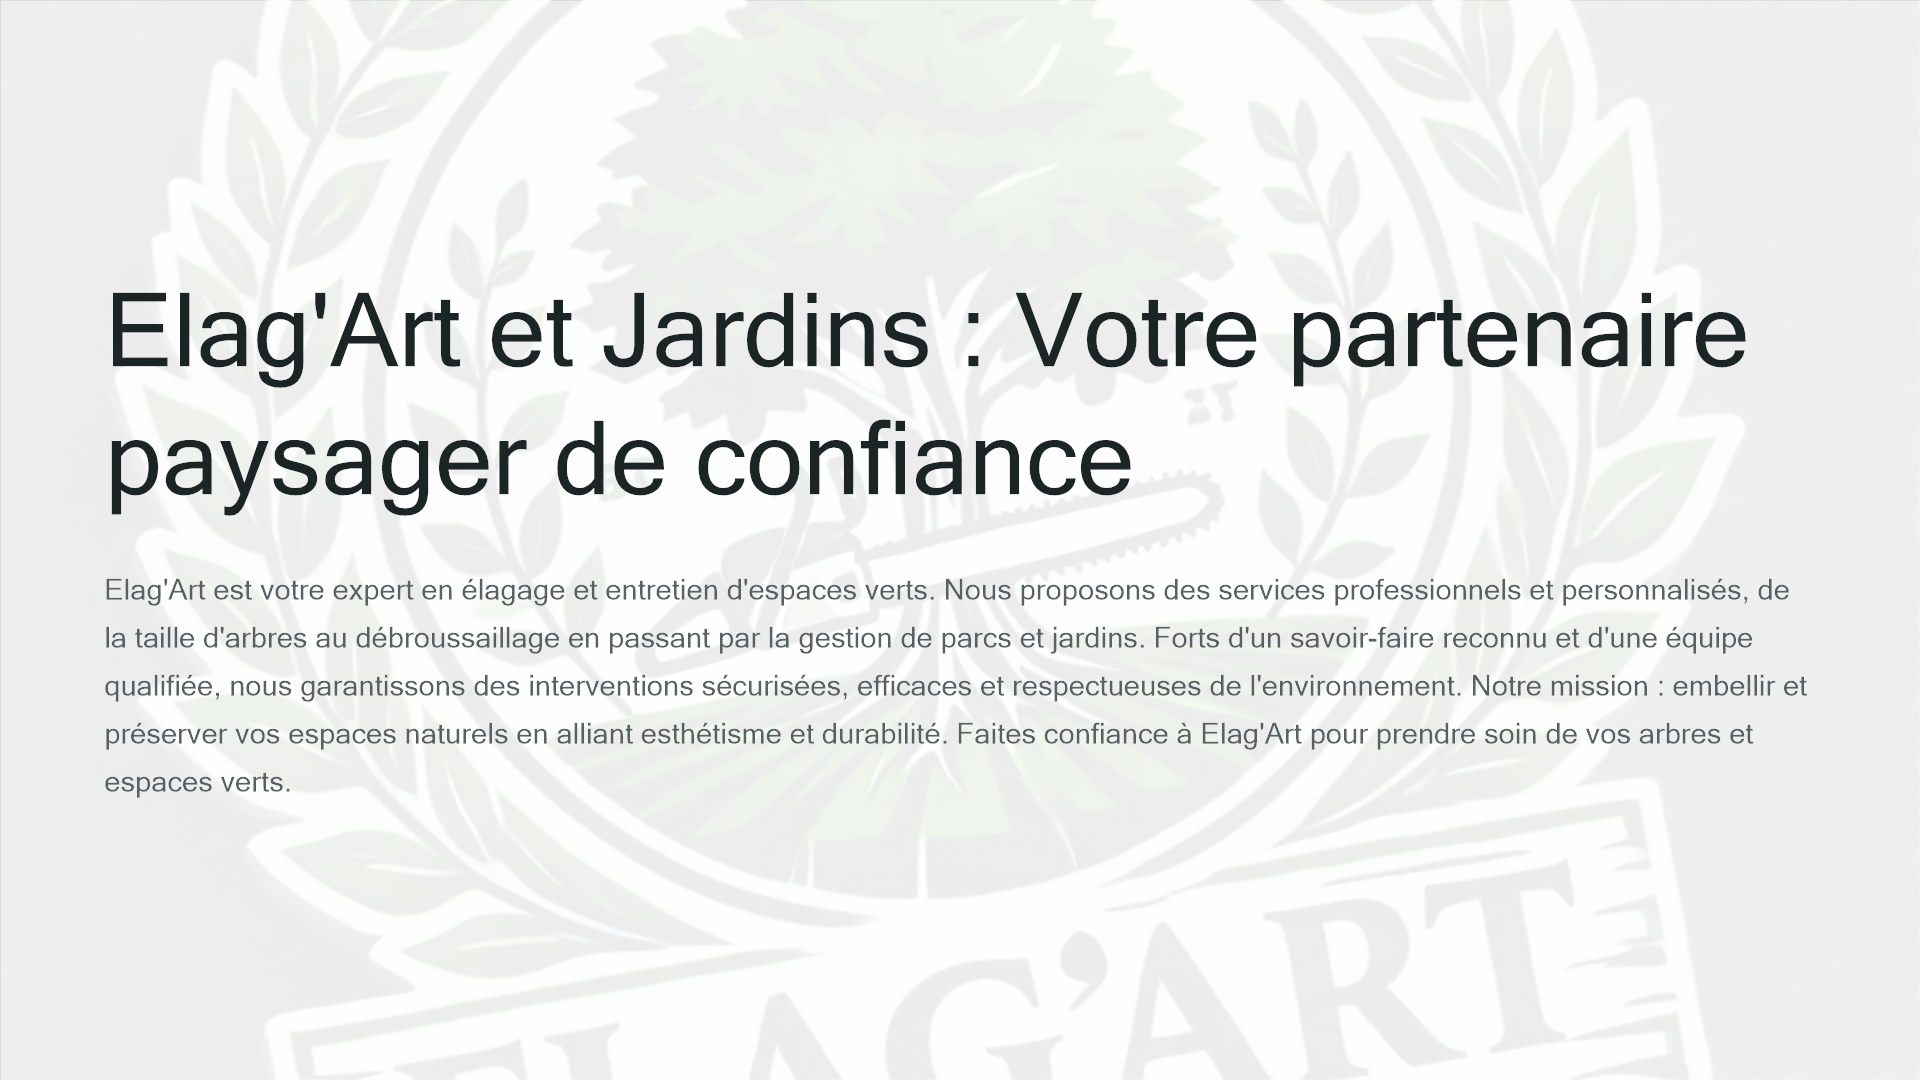 Elag'Art et Jardins : Votre partenaire
paysager de confiance
Elag'Art est votre expert en élagage et entretien d'espaces verts. Nous proposons des services professionnels et personnalisés, de
la taille d'arbres au débroussaillage en passant par la gestion de parcs et jardins. Forts d'un savoir-faire reconnu et d'une équipe
qualifiée, nous garantissons des interventions sécurisées, efficaces et respectueuses de l'environnement. Notre mission : embellir et
préserver vos espaces naturels en alliant esthétisme et durabilité. Faites confiance à Elag'Art pour prendre soin de vos arbres et
espaces verts.
ELAG'ART